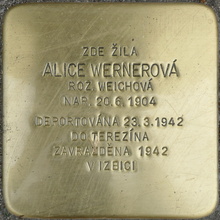 ZDE ŽILA
ALICE WERNEROVÁ
ROZ. WEICHOVÁ
NAR. 20.6.1904
DEPORTOVÁNA 23.3.1942
DO TEREZÍNA
ZAVRAŽDĚNA 1942
V IZBICI